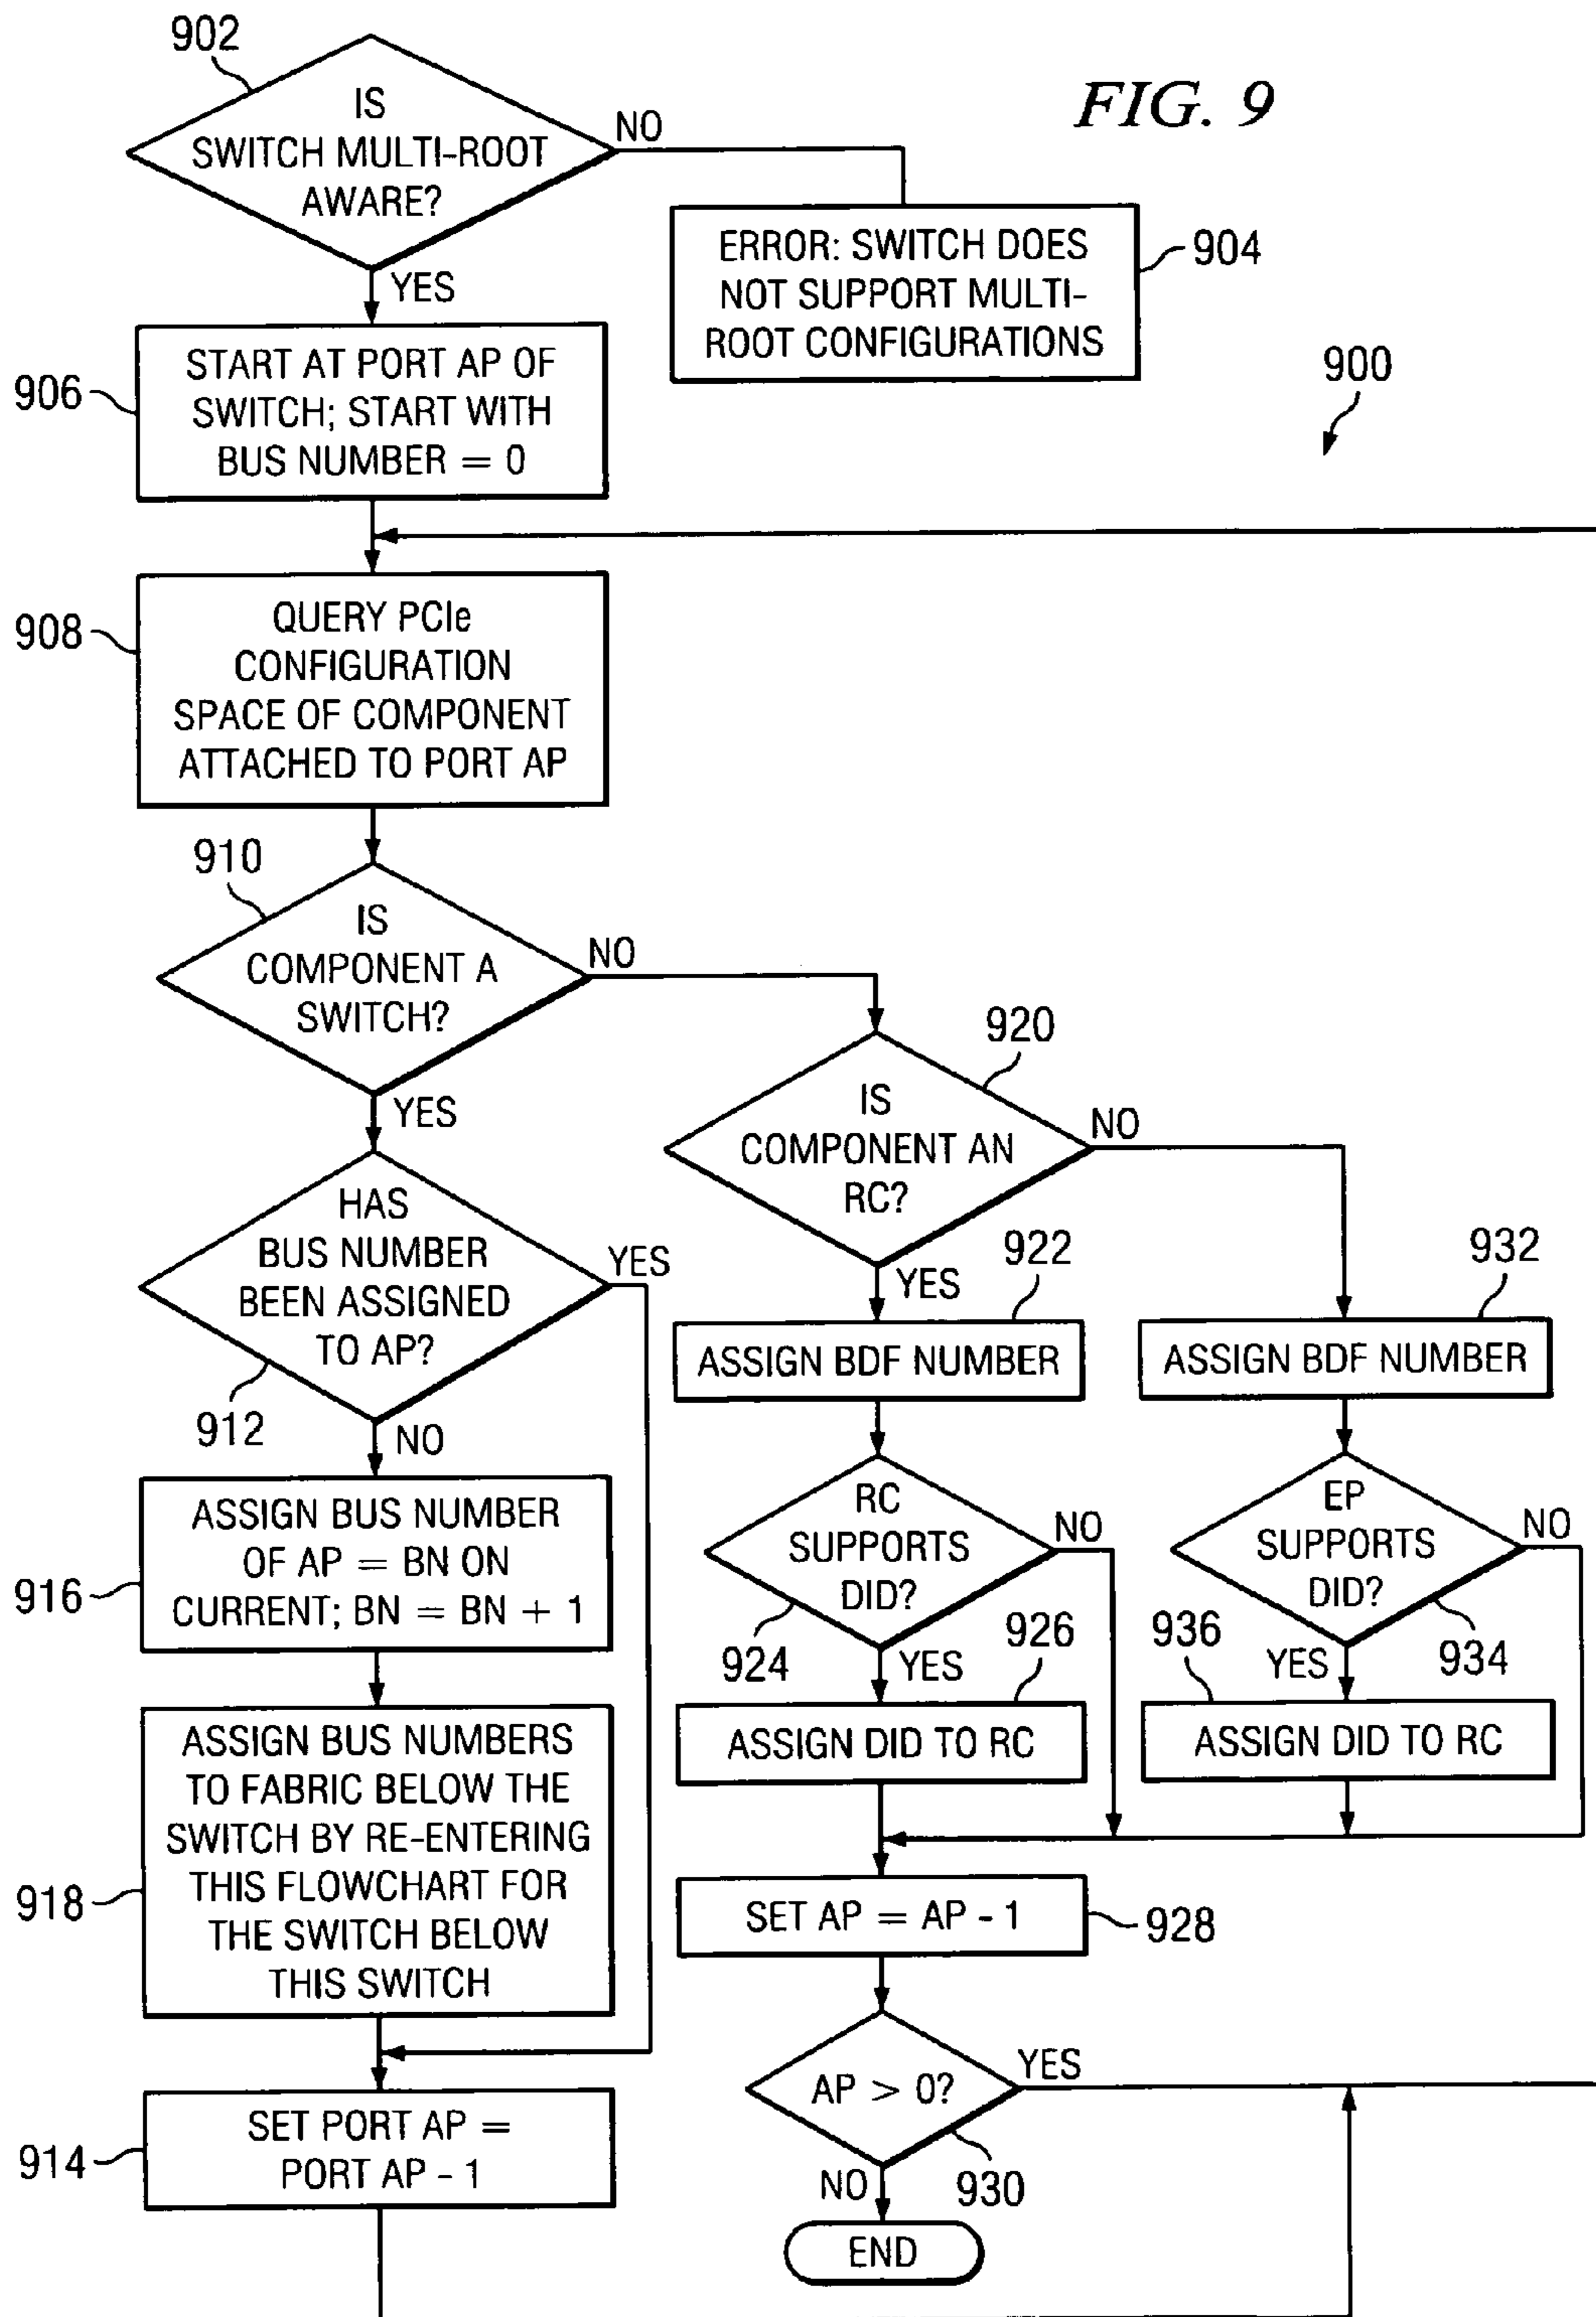 902
IS
SWITCH MULTI-ROOT
AWARE?
NO
YES
FIG. 9
ERROR: SWITCH DOES
NOT SUPPORT MULTI-
ROOT CONFIGURATIONS
904
900
906
START AT PORT AP OF
SWITCH; START WITH
BUS NUMBER = 0
908
QUERY PCIe
CONFIGURATION
SPACE OF COMPONENT
ATTACHED TO PORT AP
910
IS
COMPONENT A
SWITCH?
NO
YES
920
IS
COMPONENT AN
RC?
NO
YES
HAS
BUS NUMBER
BEEN ASSIGNED
TO AP?
YES
912
NO
922
ASSIGN BDF NUMBER
932
ASSIGN BDF NUMBER
RC
SUPPORTS
DID?
NO
924
YES
EP
SUPPORTS
DID?
NO
934
YES
916
ASSIGN BUS NUMBER
OF AP = BN ON
CURRENT; BN = BN + 1
926
ASSIGN DID TO RC
936
ASSIGN DID TO RC
918
ASSIGN BUS NUMBERS
TO FABRIC BELOW THE
SWITCH BY RE-ENTERING
THIS FLOWCHART FOR
THE SWITCH BELOW
THIS SWITCH
SET AP = AP - 1
928
AP > 0?
YES
930
NO
914
SET PORT AP =
PORT AP - 1
END